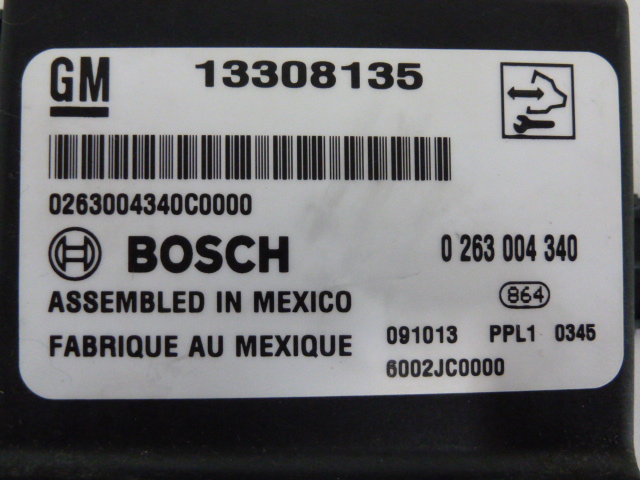 GM 13308135
0263004340C0000
BOSCH 0 263 004 340
ASSEMBLED IN MEXICO 864
FABRIQUE AU MEXIQUE 091013 PPL1 0345
6002JC0000